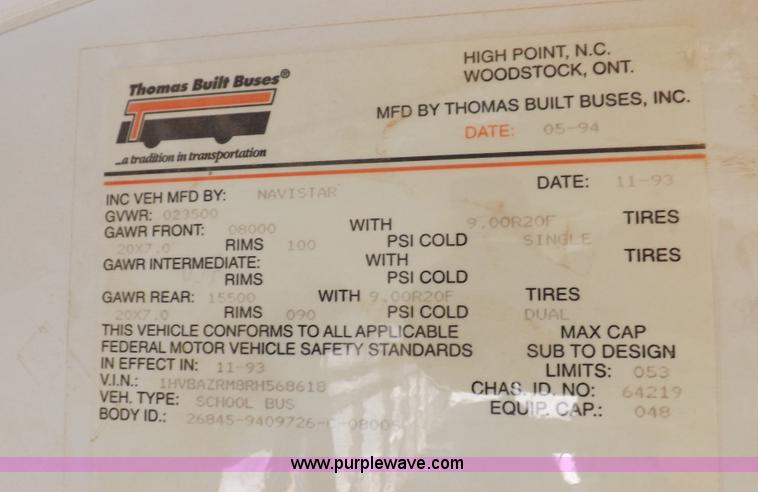 Thomas Built Buses®
T
...a tradition in transportation
HIGH POINT, N.C.
WOODSTOCK, ONT.
MFD BY THOMAS BUILT BUSES, INC.
DATE: 05-94
INC VEH MFD BY: NAVISTAR DATE: 11-93
GVWR: 023500
GAWR FRONT: 08000 WITH 9.00R20F TIRES
20X7.0 RIMS 100 PSI COLD SINGLE
GAWR INTERMEDIATE: WITH TIRES
RIMS PSI COLD
GAWR REAR: 15500 WITH 9.00R20F TIRES
20X7.0 RIMS 090 PSI COLD DUAL
THIS VEHICLE CONFORMS TO ALL APPLICABLE MAX CAP
FEDERAL MOTOR VEHICLE SAFETY STANDARDS SUB TO DESIGN
IN EFFECT IN: 11-93 LIMITS: 053
V.I.N.: 1HVBAZRM8RH568618 CHAS. ID. NO: 64219
VEH. TYPE: SCHOOL BUS EQUIP. CAP.: 048
BODY ID.:
www.purplewave.com